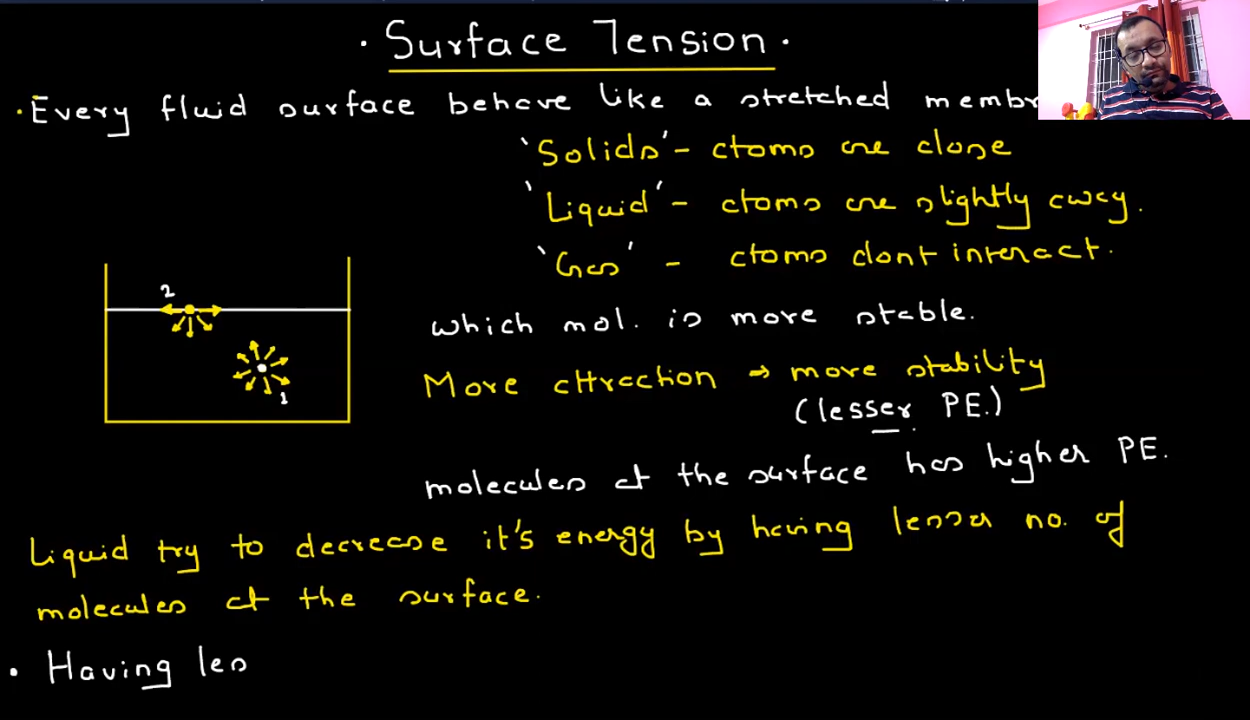 · Surface Tension ·
· Every fluid surface behave like a stretched membr
'Solids' - atoms are close
'Liquid' - atoms are slightly away.
'Gas' - atoms dont interact.
2
1
which mol. is more stable.
More attraction → more stability
(lesser PE.)
molecules at the surface has higher PE.
Liquid try to decrease it's energy by having lesser no. of
molecules at the surface.
· Having les